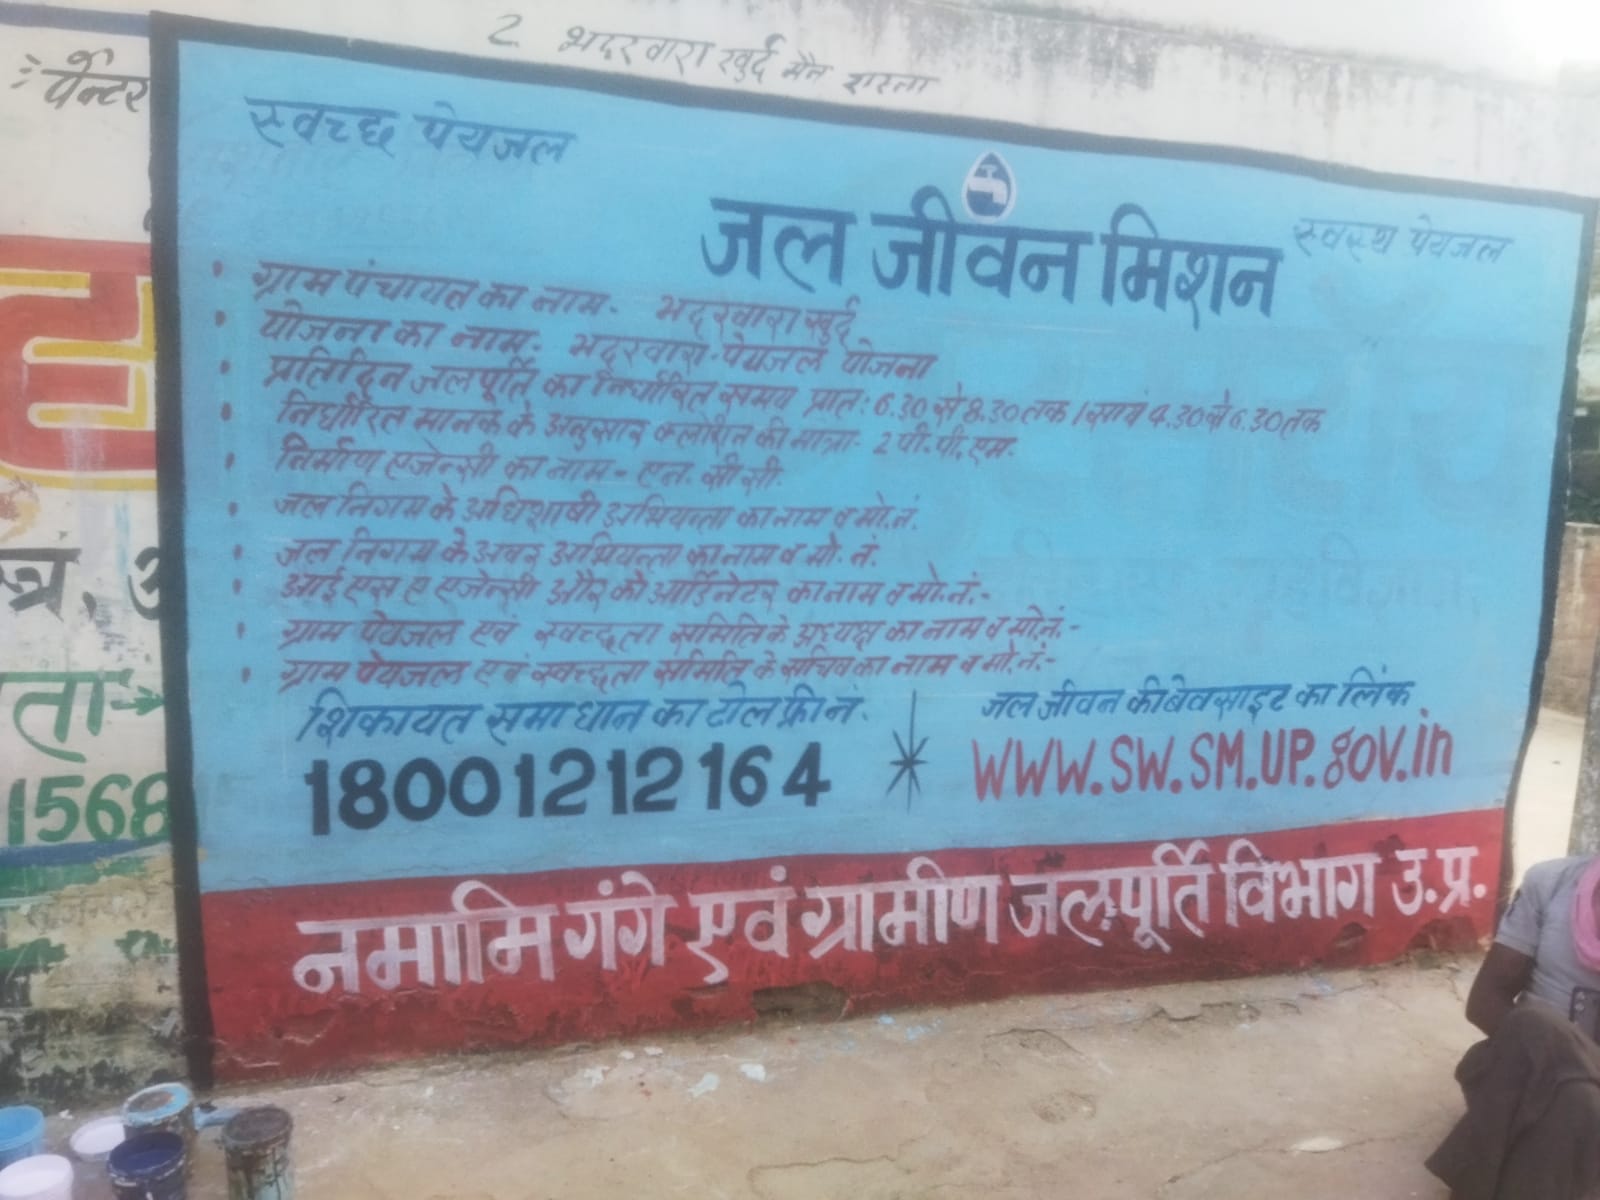 2 भदरवारा खुर्द मैन रास्ता
पेन्टर
स्वच्छ पेयजल
जल जीवन मिशन
स्वस्थ पेयजल
ग्राम पंचायत का नाम- भदरवारा खुर्द
योजना का नाम- भदरवारा-पेयजल योजना
प्रतिदिन जलपूर्ति का निर्धारित समय प्रात: 6.30 से 8.30 तक / सायं 4.30 से 6.30 तक
निर्धारित मानक के अनुसार क्लोरिन की मात्रा- 2 पी.पी.एम.
निर्माण एजेन्सी का नाम- एन. सी सी.
जल निगम के अधिशाषी अभियन्ता का नाम व मो.नं.
जल निगम के अवर अभियन्ता का नाम व मो. नं.
आई एस ए एजेन्सी और को आर्डिनेटर का नाम व मो.नं.-
ग्राम पेयजल एवं स्वच्छता समिति के अध्यक्ष का नाम व मो.नं.-
ग्राम पेयजल एवं स्वच्छता समिति के सचिव का नाम व मो.नं.-
शिकायत समाधान का टोल फ्री नं.
18001212164
जल जीवन की बेवसाइट का लिंक
WWW.SW.SM.UP.gov.in
नमामि गंगे एवं ग्रामीण जलपूर्ति विभाग उ.प्र.
1568